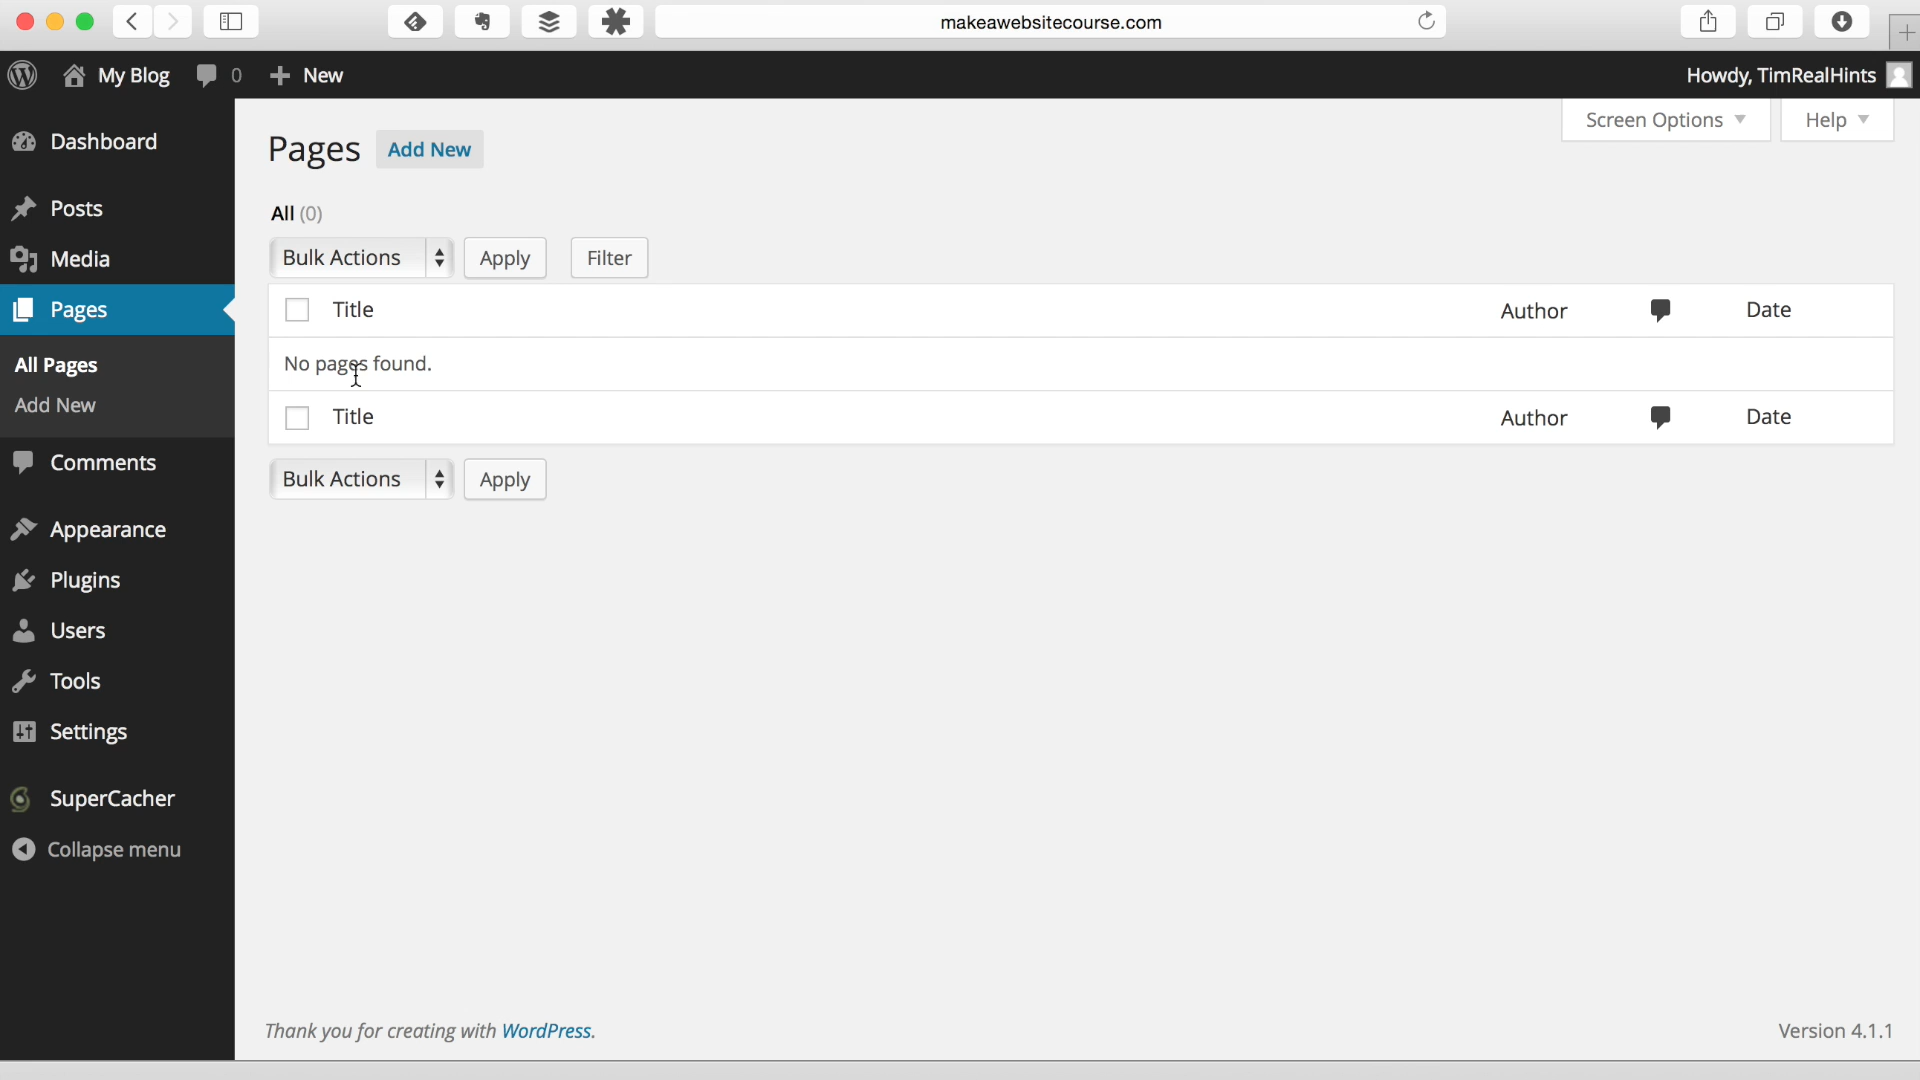 makeawebsitecourse.com
My Blog 0 New Howdy, TimRealHints
Screen Options Help
Dashboard
Pages Add New
Posts
All (0)
Media
Bulk Actions Apply Filter
Pages
Title Author Date
All Pages
No pages found.
Add New
Title Author Date
Comments
Bulk Actions Apply
Appearance
Plugins
Users
Tools
Settings
SuperCacher
Collapse menu
Thank you for creating with WordPress. Version 4.1.1